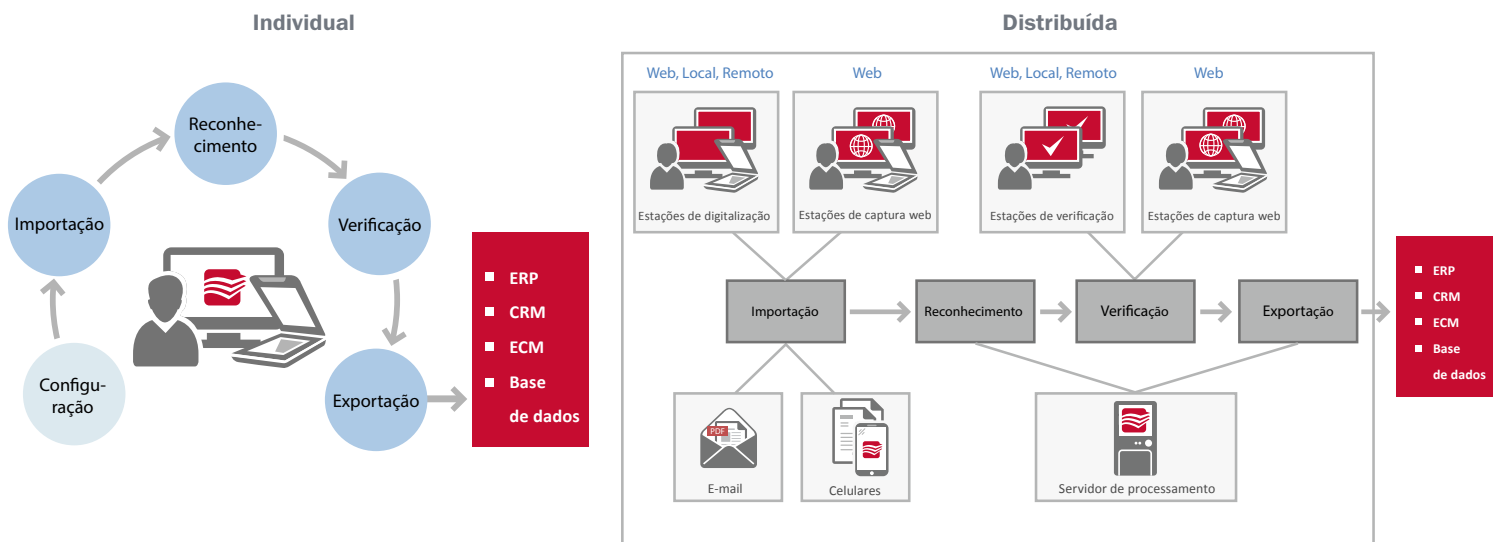 Individual
Reconhe-
cimento
Importação
Verificação
Configu-
ração
Exportação
ERP
CRM
ECM
Base
de dados
Distribuída
Web, Local, Remoto
Web
Web, Local, Remoto
Web
Estações de digitalização
Estações de captura web
Estações de verificação
Estações de captura web
Importação
Reconhecimento
Verificação
Exportação
PDF
E-mail
Celulares
Servidor de processamento
ERP
CRM
ECM
Base
de dados